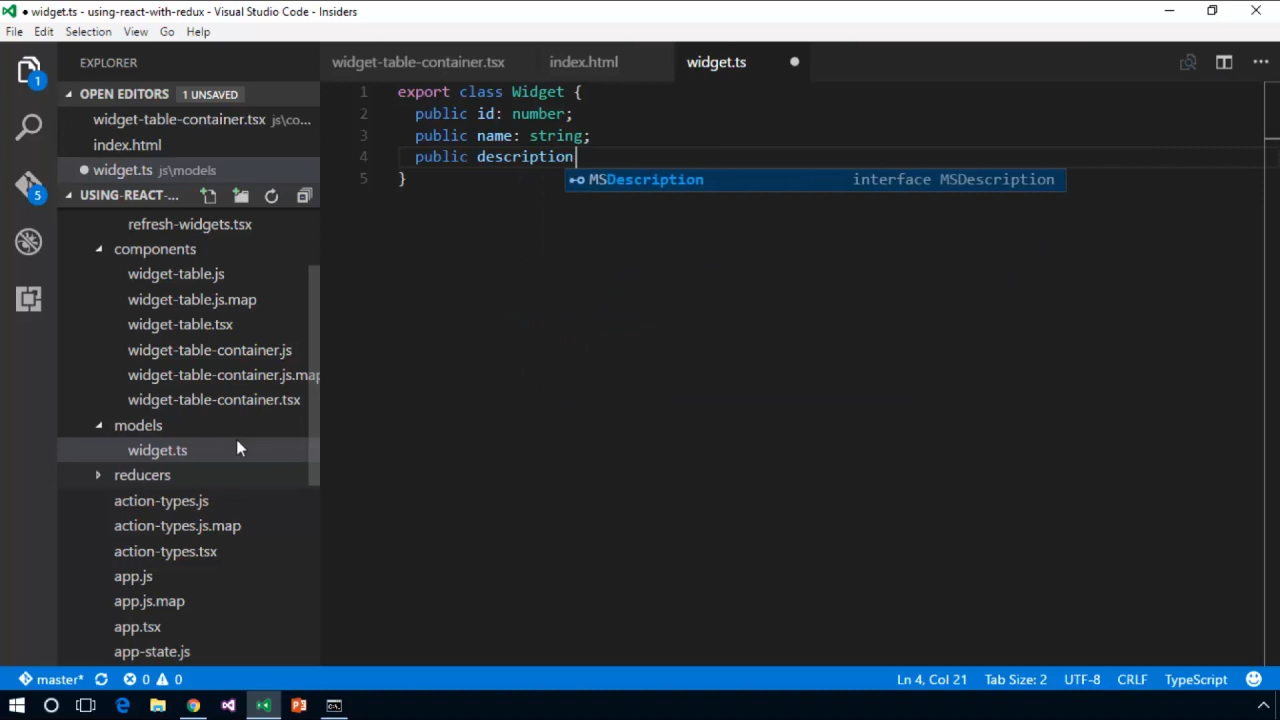 ● widget.ts - using-react-with-redux - Visual Studio Code - Insiders
File Edit Selection View Go Help
EXPLORER
widget-table-container.tsx index.html widget.ts ●
OPEN EDITORS 1 UNSAVED
widget-table-container.tsx js\co...
index.html
● widget.ts js\models
USING-REACT-...
refresh-widgets.tsx
components
widget-table.js
widget-table.js.map
widget-table.tsx
widget-table-container.js
widget-table-container.js.map
widget-table-container.tsx
models
widget.ts
reducers
action-types.js
action-types.js.map
action-types.tsx
app.js
app.js.map
app.tsx
app-state.js
1
5
1 export class Widget {
2 public id: number;
3 public name: string;
4 public description
5 }
MSDescription interface MSDescription
master* 0 0 Ln 4, Col 21 Tab Size: 2 UTF-8 CRLF TypeScript